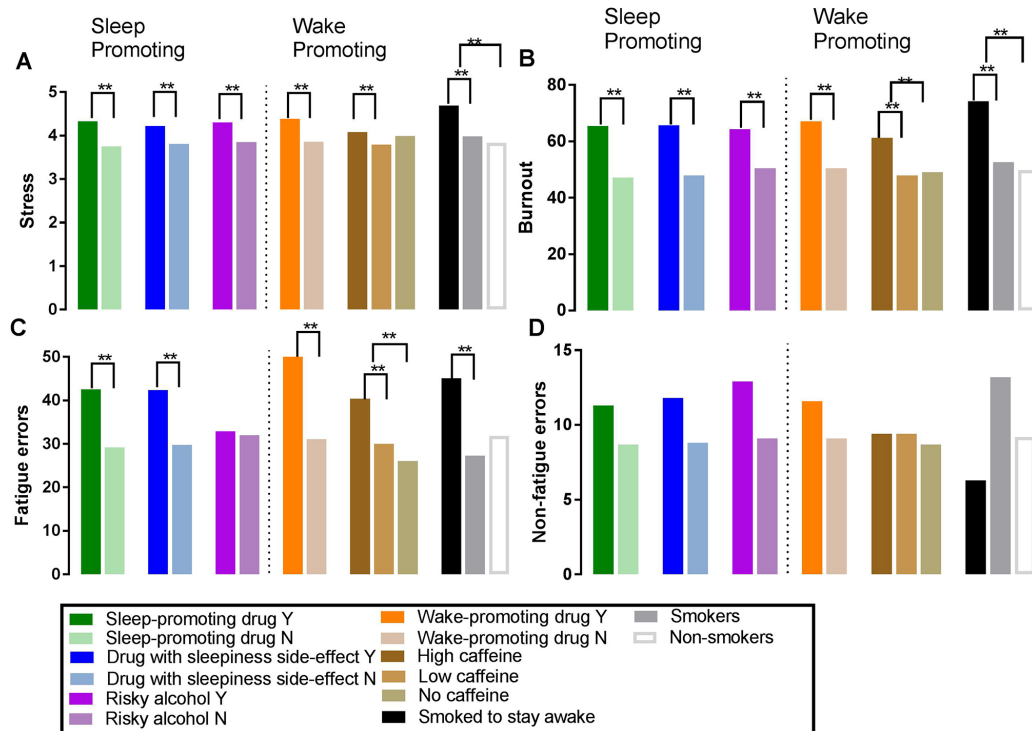 Sleep
Promoting
Wake
Promoting
Sleep
Promoting
Wake
Promoting
A
**
**
**
**
**
**
**
5
4
3
2
1
0
Stress
B
**
**
**
**
**
**
**
**
80
60
40
20
0
Burnout
C
**
**
**
**
**
**
50
40
30
20
10
0
Fatigue errors
D
15
10
5
0
Non-fatigue errors
Sleep-promoting drug Y
Sleep-promoting drug N
Drug with sleepiness side-effect Y
Drug with sleepiness side-effect N
Risky alcohol Y
Risky alcohol N
Wake-promoting drug Y
Wake-promoting drug N
High caffeine
Low caffeine
No caffeine
Smoked to stay awake
Smokers
Non-smokers